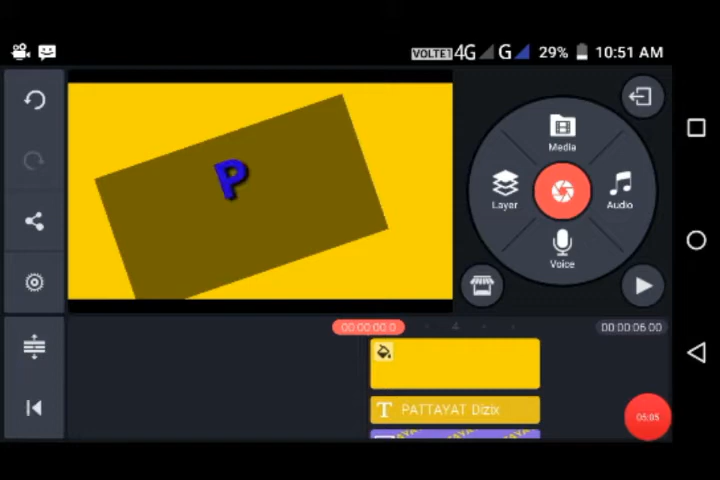 VOLTE1 4G G 29% 10:51 AM
P
Media
Layer
Audio
Voice
00:00:00.0
4
00:00:06.00
T PATTAYAT Dizix
05:05